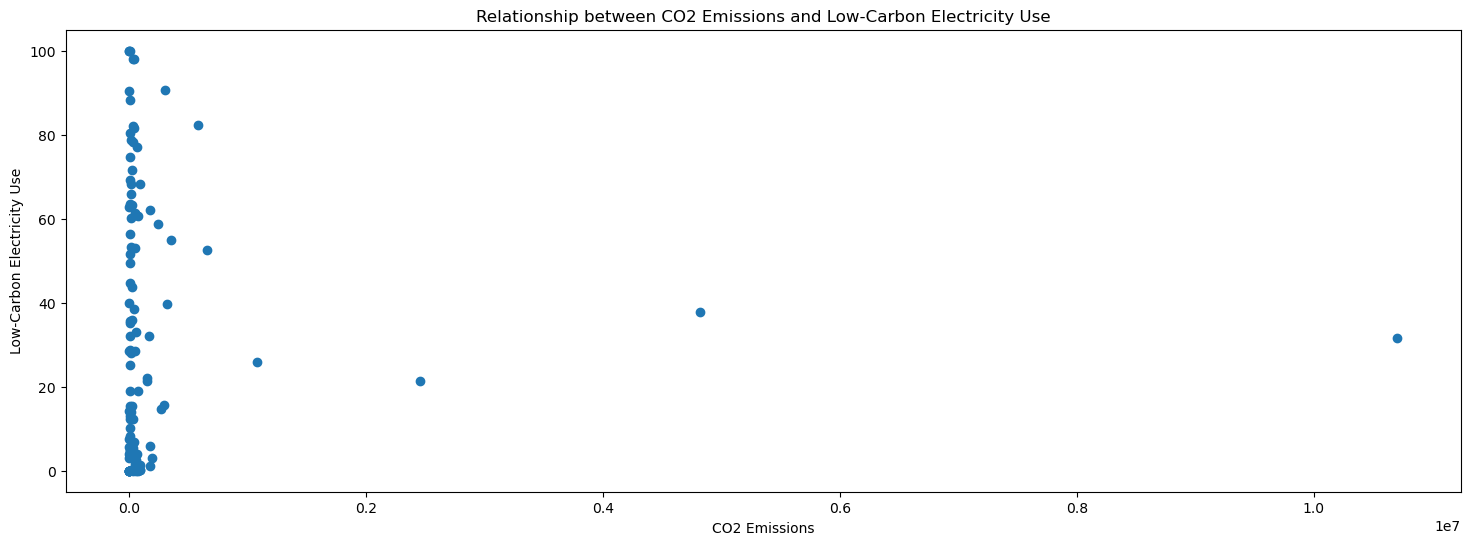 Relationship between CO2 Emissions and Low-Carbon Electricity Use
Low-Carbon Electricity Use
100
80
60
40
20
0
0.0 0.2 0.4 0.6 0.8 1.0
1e7
CO2 Emissions